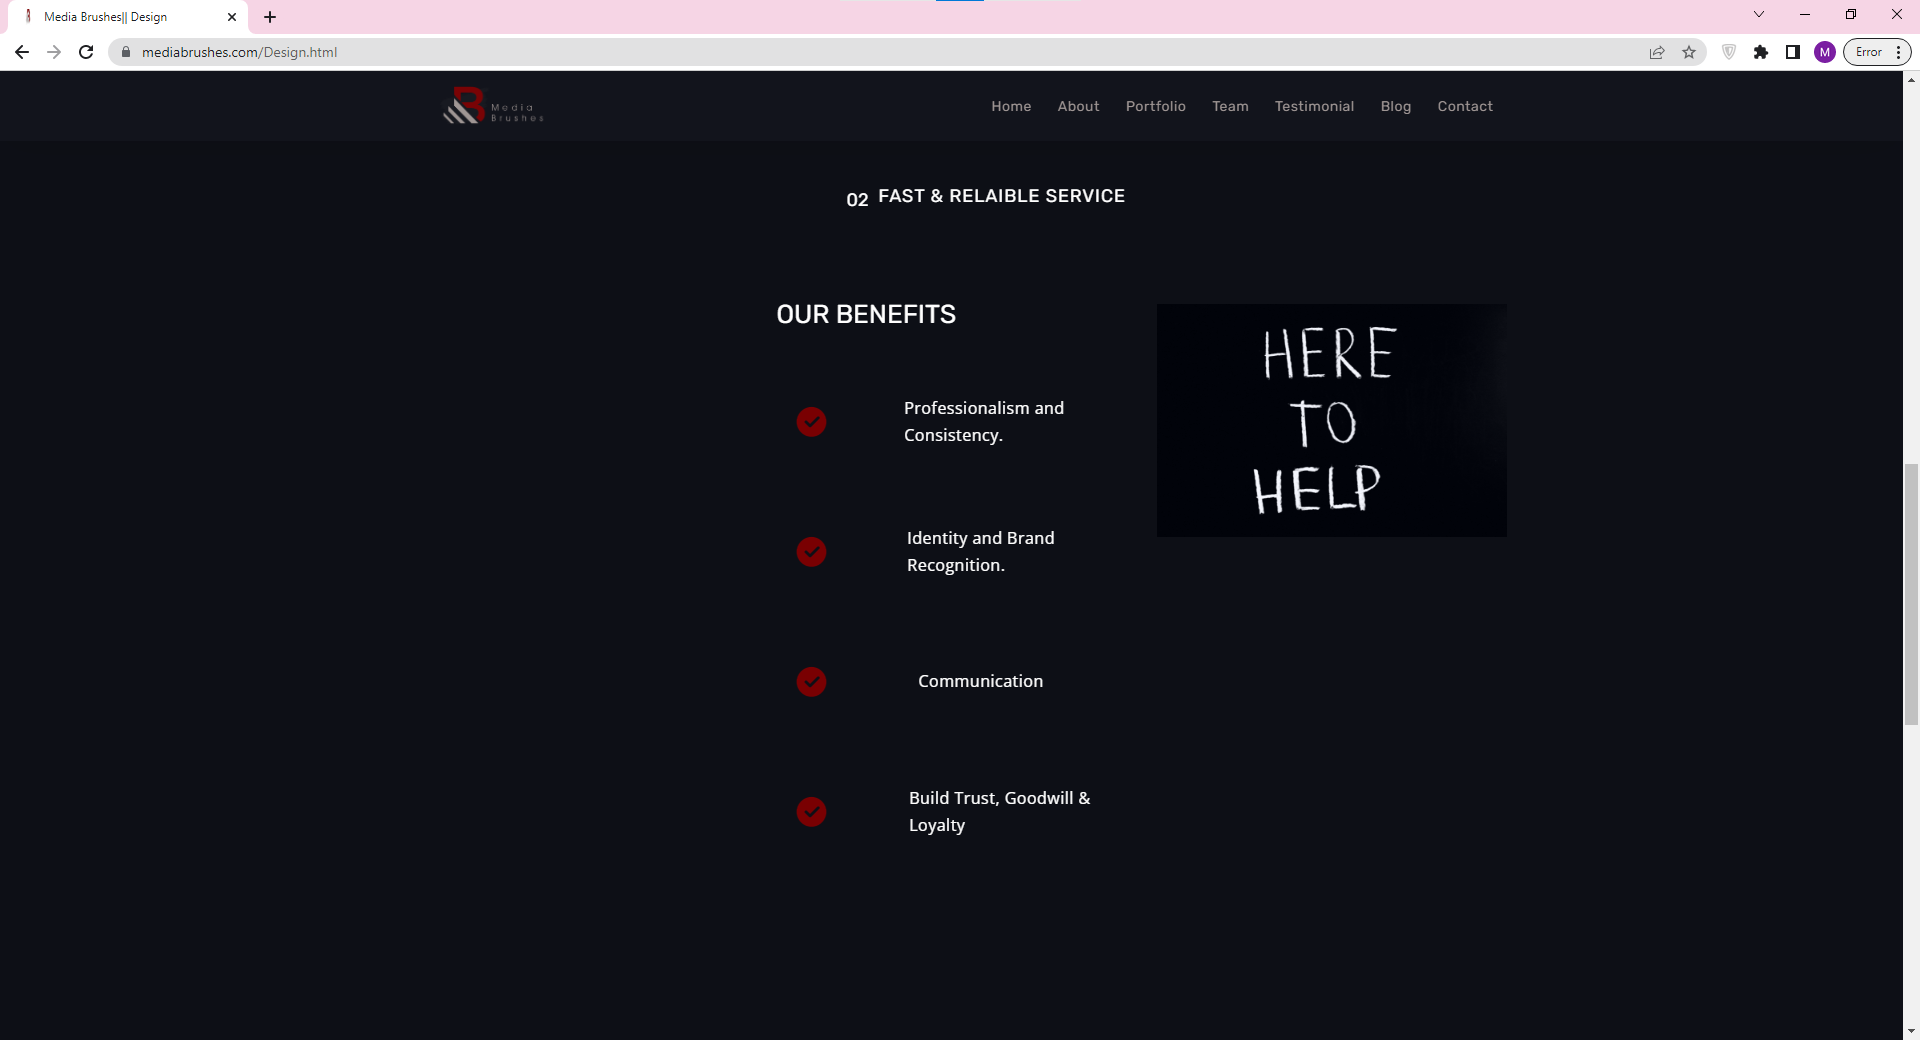 Media Brushes|| Design
mediabrushes.com/Design.html
M
Error
B
Media
Brushes
Home
About
Portfolio
Team
Testimonial
Blog
Contact
02 FAST & RELAIBLE SERVICE
OUR BENEFITS
Professionalism and
Consistency.
Identity and Brand
Recognition.
Communication
Build Trust, Goodwill &
Loyalty
HERE
TO
HELP